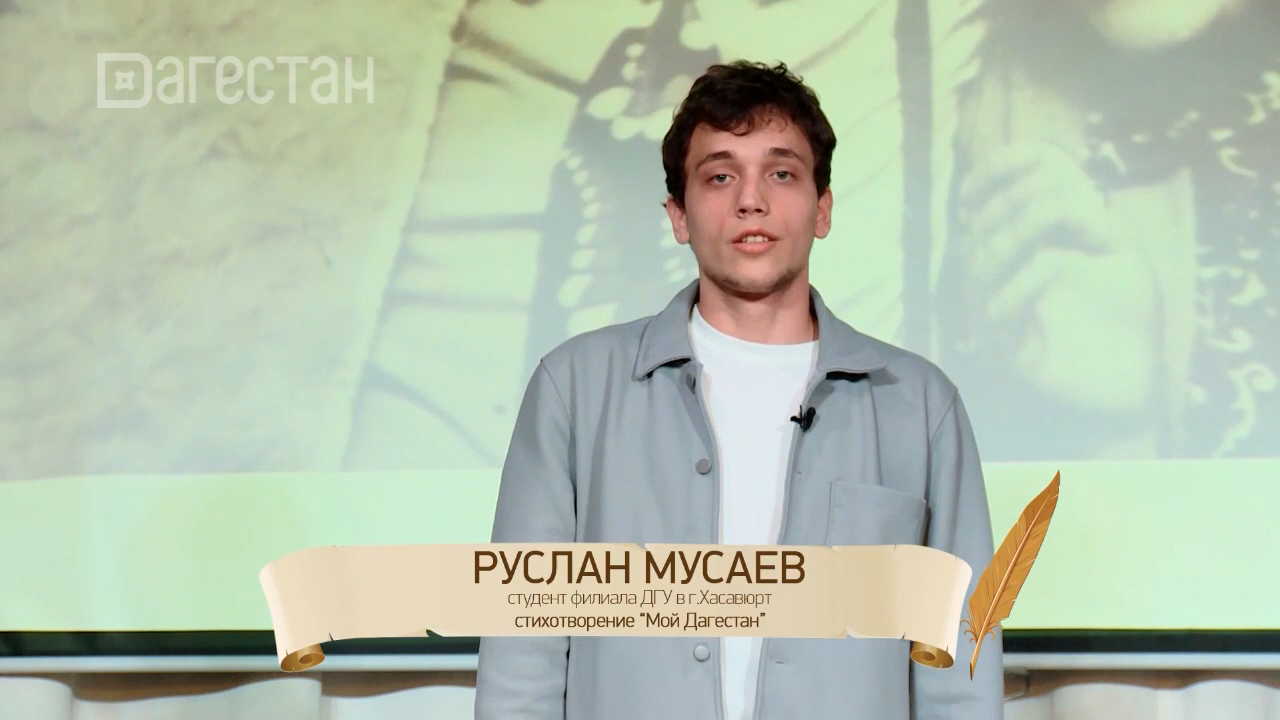 Дагестан
РУСЛАН МУСАЕВ
студент филиала ДГУ в г.Хасавюрт
стихотворение “Мой Дагестан”